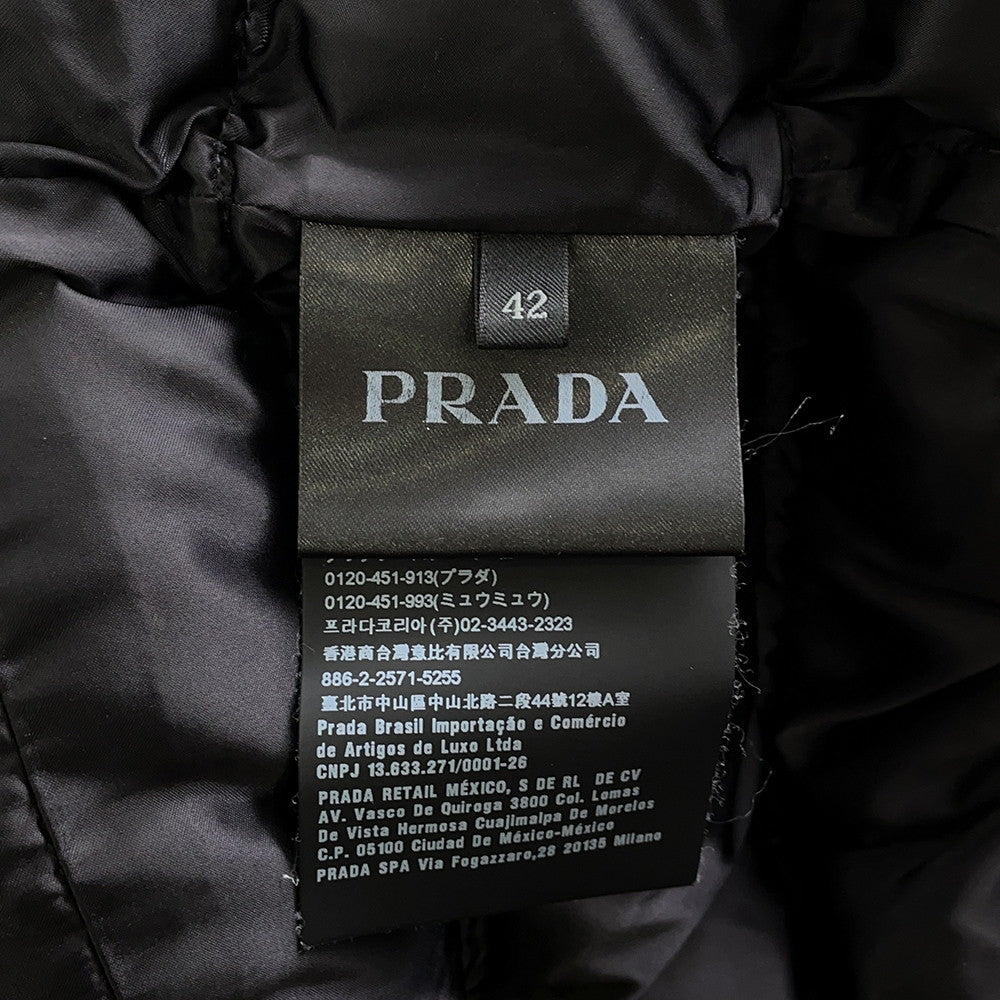 42
PRADA
0120-451-913(プラダ)
0120-451-993(ミュウミュウ)
프라다코리아(주)02-3443-2323
香港商台灣意比有限公司台灣分公司
886-2-2571-5255
臺北市中山區中山北路二段44號12樓A室
Prada Brasil Importação e Comércio
de Artigos de Luxo Ltda
CNPJ 13.633.271/0001-26
PRADA RETAIL MÉXICO, S DE RL DE CV
AV. Vasco De Quiroga 3800 Col. Lomas
De Vista Hermosa Cuajimalpa De Morelos
C.P. 05100 Ciudad De México-México
PRADA SPA Via Fogazzaro,28 20135 Milano